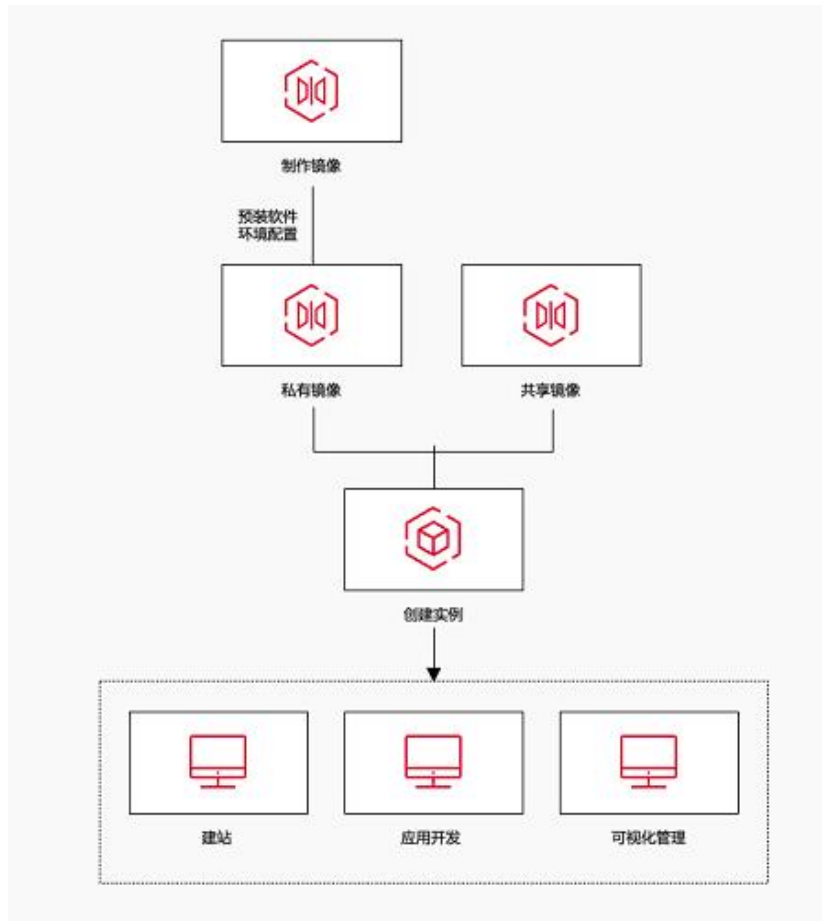 制作镜像
预装软件
环境配置
私有镜像
共享镜像
创建实例
建站
应用开发
可视化管理